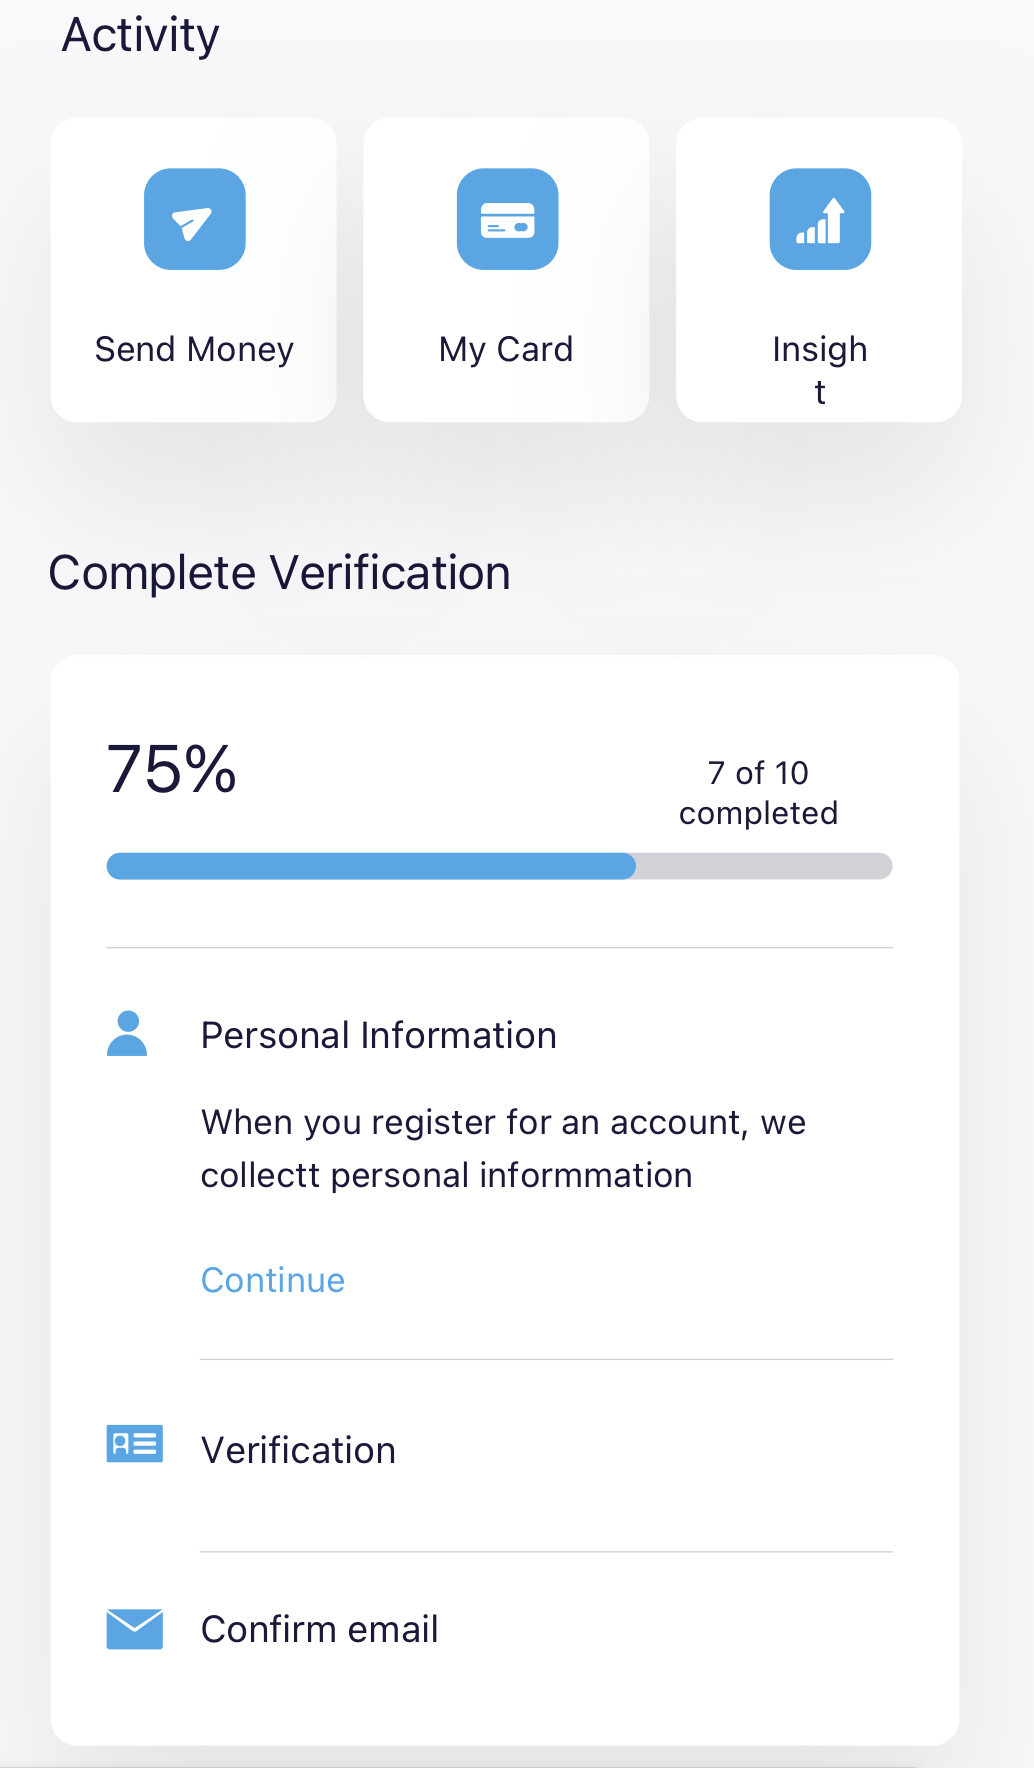 Activity
Send Money
My Card
Insigh
t
Complete Verification
75%
7 of 10
completed
Personal Information
When you register for an account, we
collectt personal informmation
Continue
Verification
Confirm email